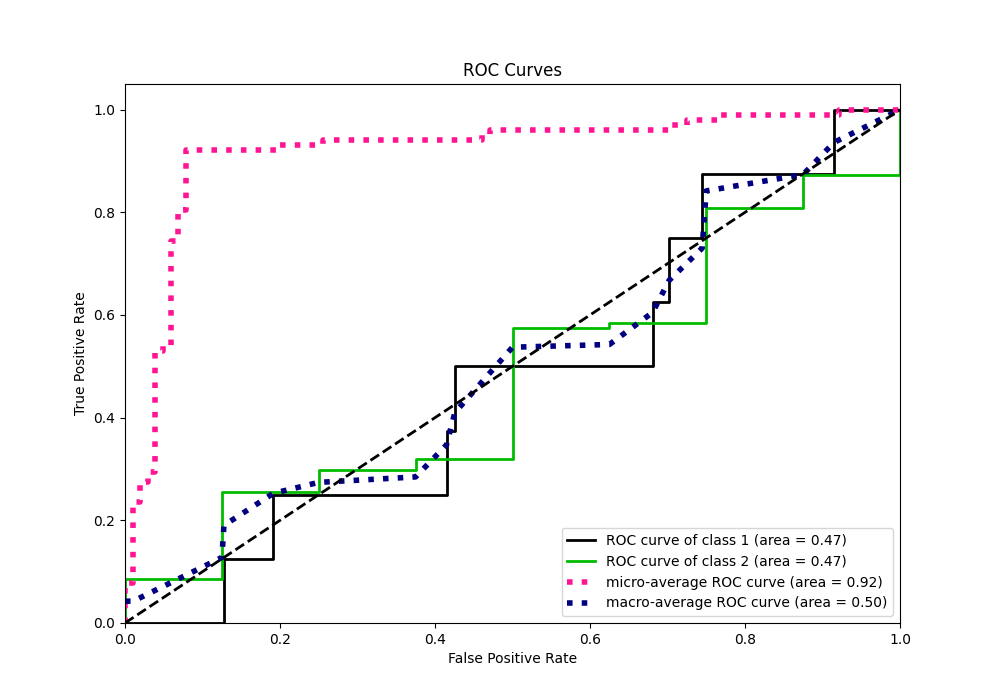 ROC Curves
True Positive Rate
1.0
0.8
0.6
0.4
0.2
0.0
0.0 0.2 0.4 0.6 0.8 1.0
False Positive Rate
ROC curve of class 1 (area = 0.47)
ROC curve of class 2 (area = 0.47)
micro-average ROC curve (area = 0.92)
macro-average ROC curve (area = 0.50)